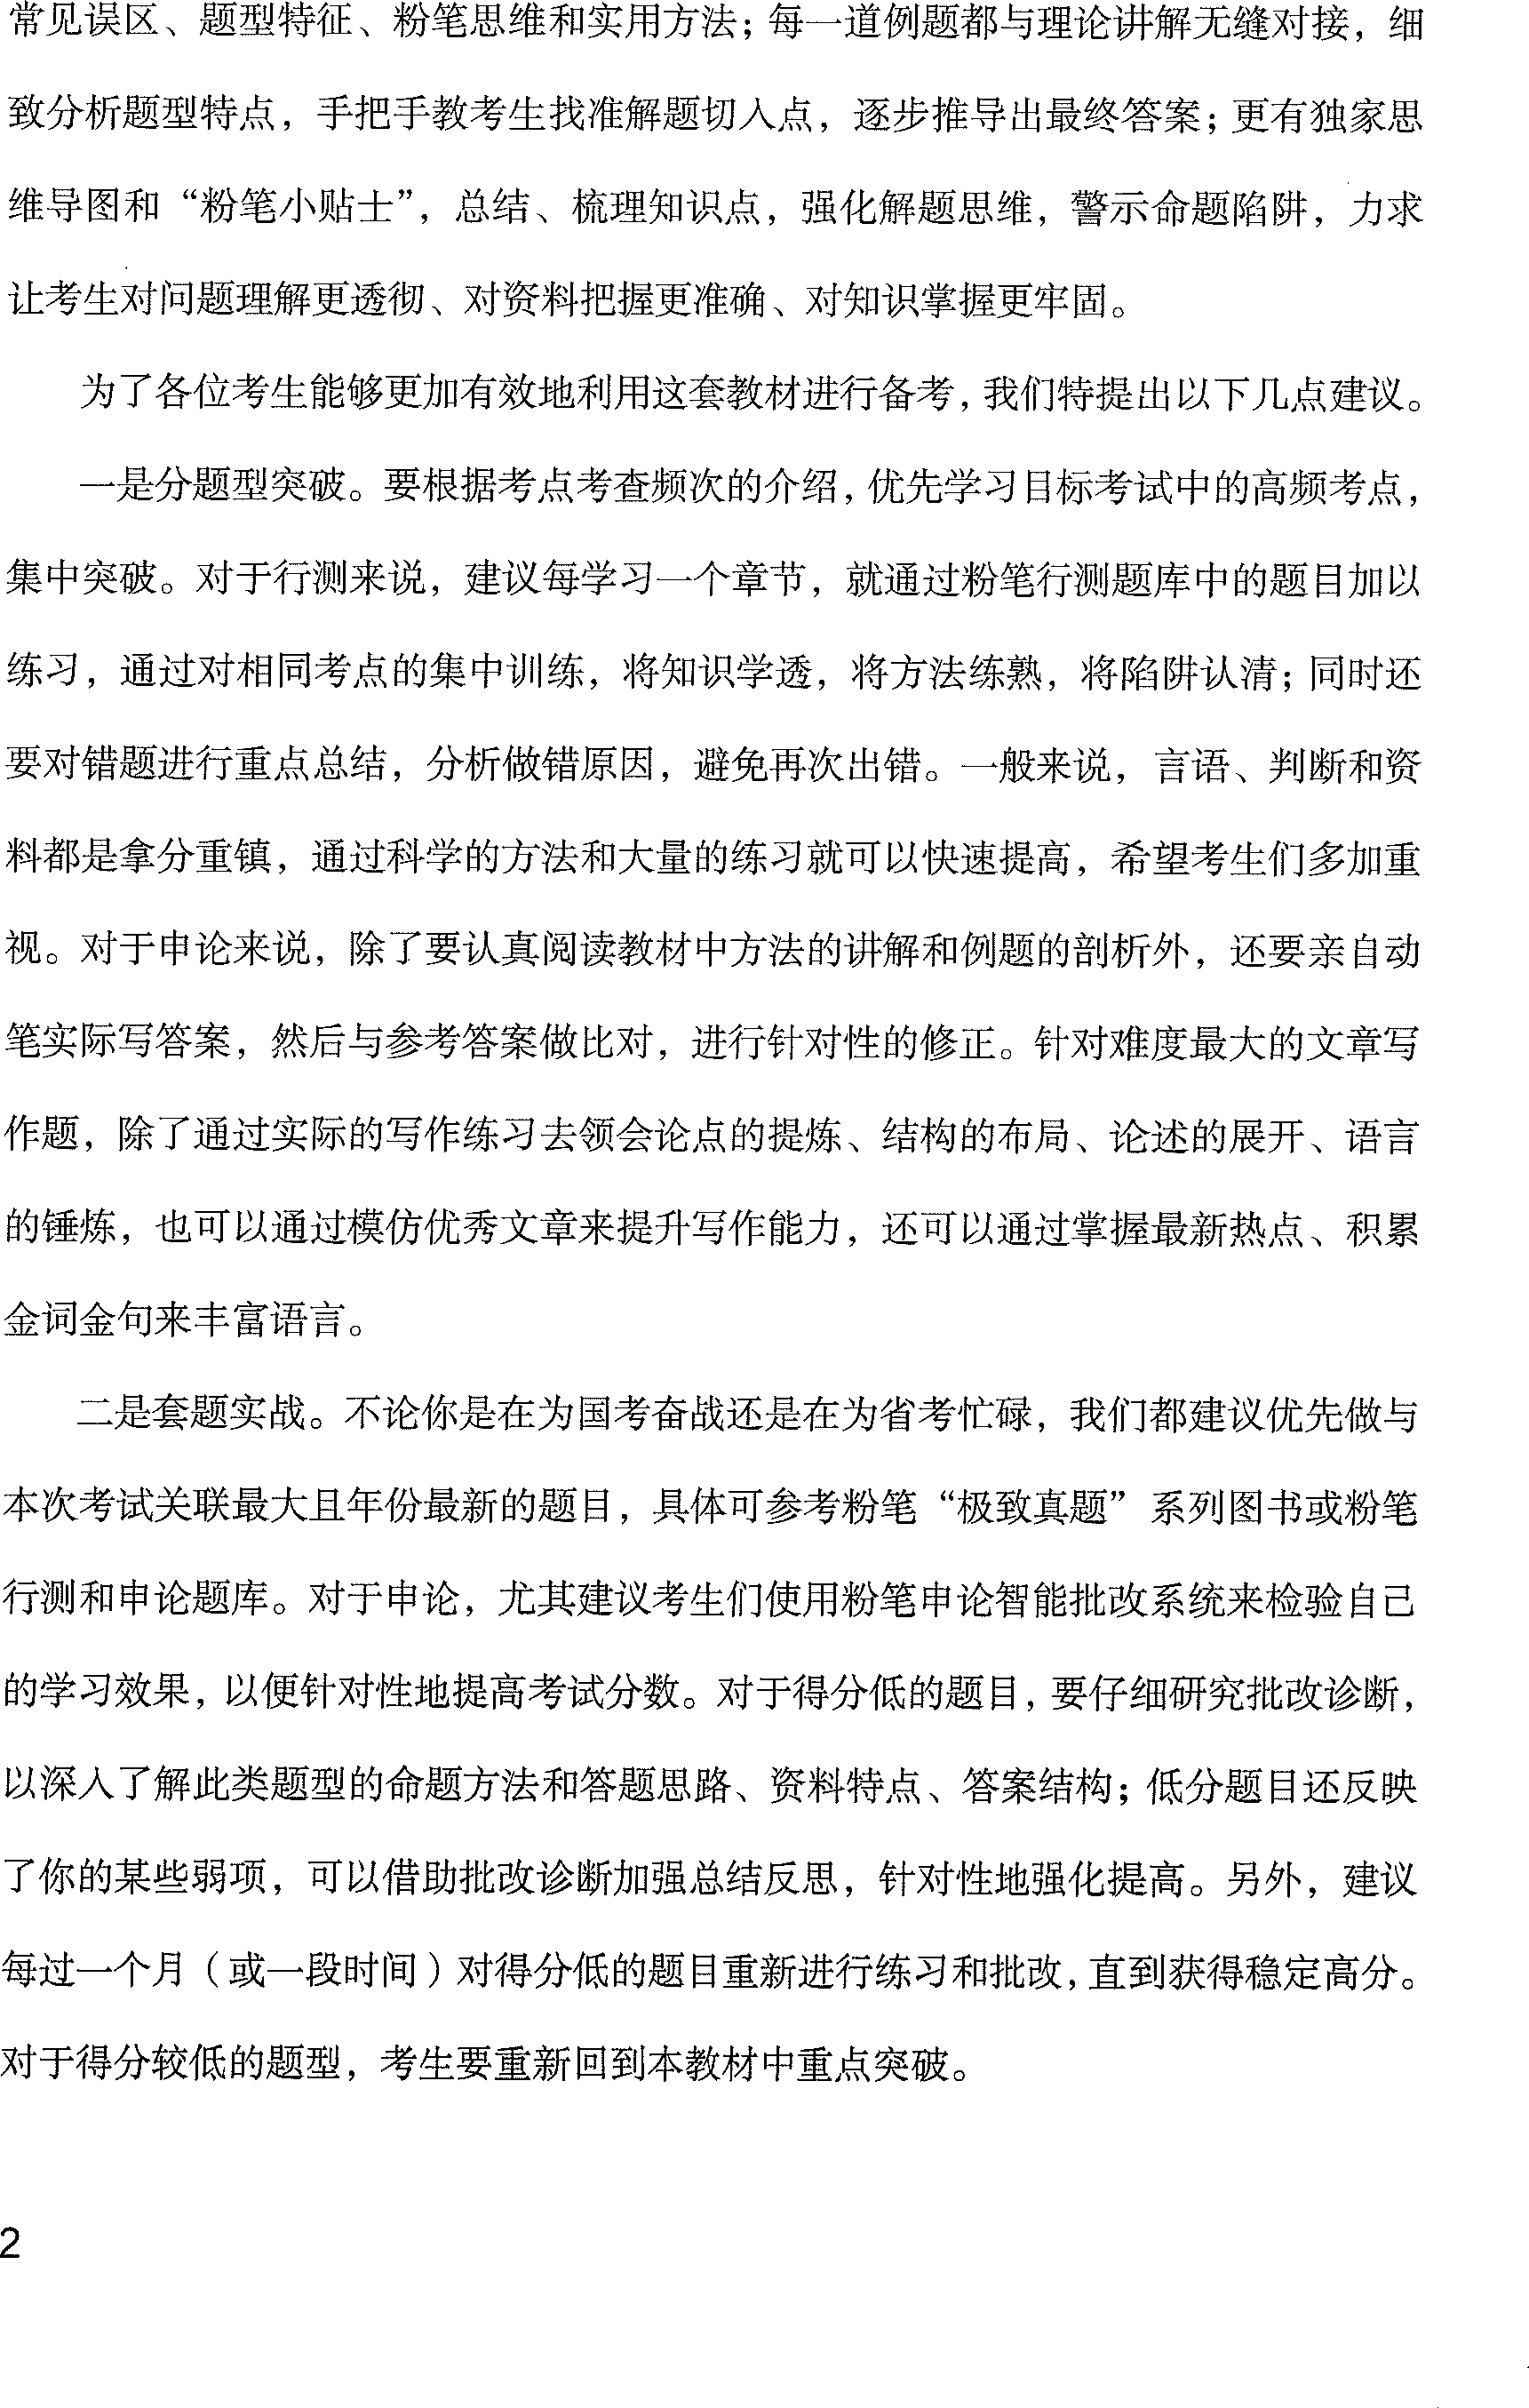 常见误区、题型特征、粉笔思维和实用方法；每一道例题都与理论讲解无缝对接，细
致分析题型特点，手把手教考生找准解题切入点，逐步推导出最终答案；更有独家思
维导图和“粉笔小贴士”，总结、梳理知识点，强化解题思维，警示命题陷阱，力求
让考生对问题理解更透彻、对资料把握更准确、对知识掌握更牢固。
为了各位考生能够更加有效地利用这套教材进行备考，我们特提出以下几点建议。
一是分题型突破。要根据考点考查频次的介绍，优先学习目标考试中的高频考点，
集中突破。对于行测来说，建议每学习一个章节，就通过粉笔行测题库中的题目加以
练习，通过对相同考点的集中训练，将知识学透，将方法练熟，将陷阱认清；同时还
要对错题进行重点总结，分析做错原因，避免再次出错。一般来说，言语、判断和资
料都是拿分重镇，通过科学的方法和大量的练习就可以快速提高，希望考生们多加重
视。对于申论来说，除了要认真阅读教材中方法的讲解和例题的剖析外，还要亲自动
笔实际写答案，然后与参考答案做比对，进行针对性的修正。针对难度最大的文章写
作题，除了通过实际的写作练习去领会论点的提炼、结构的布局、论述的展开、语言
的锤炼，也可以通过模仿优秀文章来提升写作能力，还可以通过掌握最新热点、积累
金词金句来丰富语言。
二是套题实战。不论你是在为国考奋战还是在为省考忙碌，我们都建议优先做与
本次考试关联最大且年份最新的题目，具体可参考粉笔“极致真题”系列图书或粉笔
行测和申论题库。对于申论，尤其建议考生们使用粉笔申论智能批改系统来检验自己
的学习效果，以便针对性地提高考试分数。对于得分低的题目，要仔细研究批改诊断，
以深入了解此类题型的命题方法和答题思路、资料特点、答案结构；低分题目还反映
了你的某些弱项，可以借助批改诊断加强总结反思，针对性地强化提高。另外，建议
每过一个月（或一段时间）对得分低的题目重新进行练习和批改，直到获得稳定高分。
对于得分较低的题型，考生要重新回到本教材中重点突破。
2